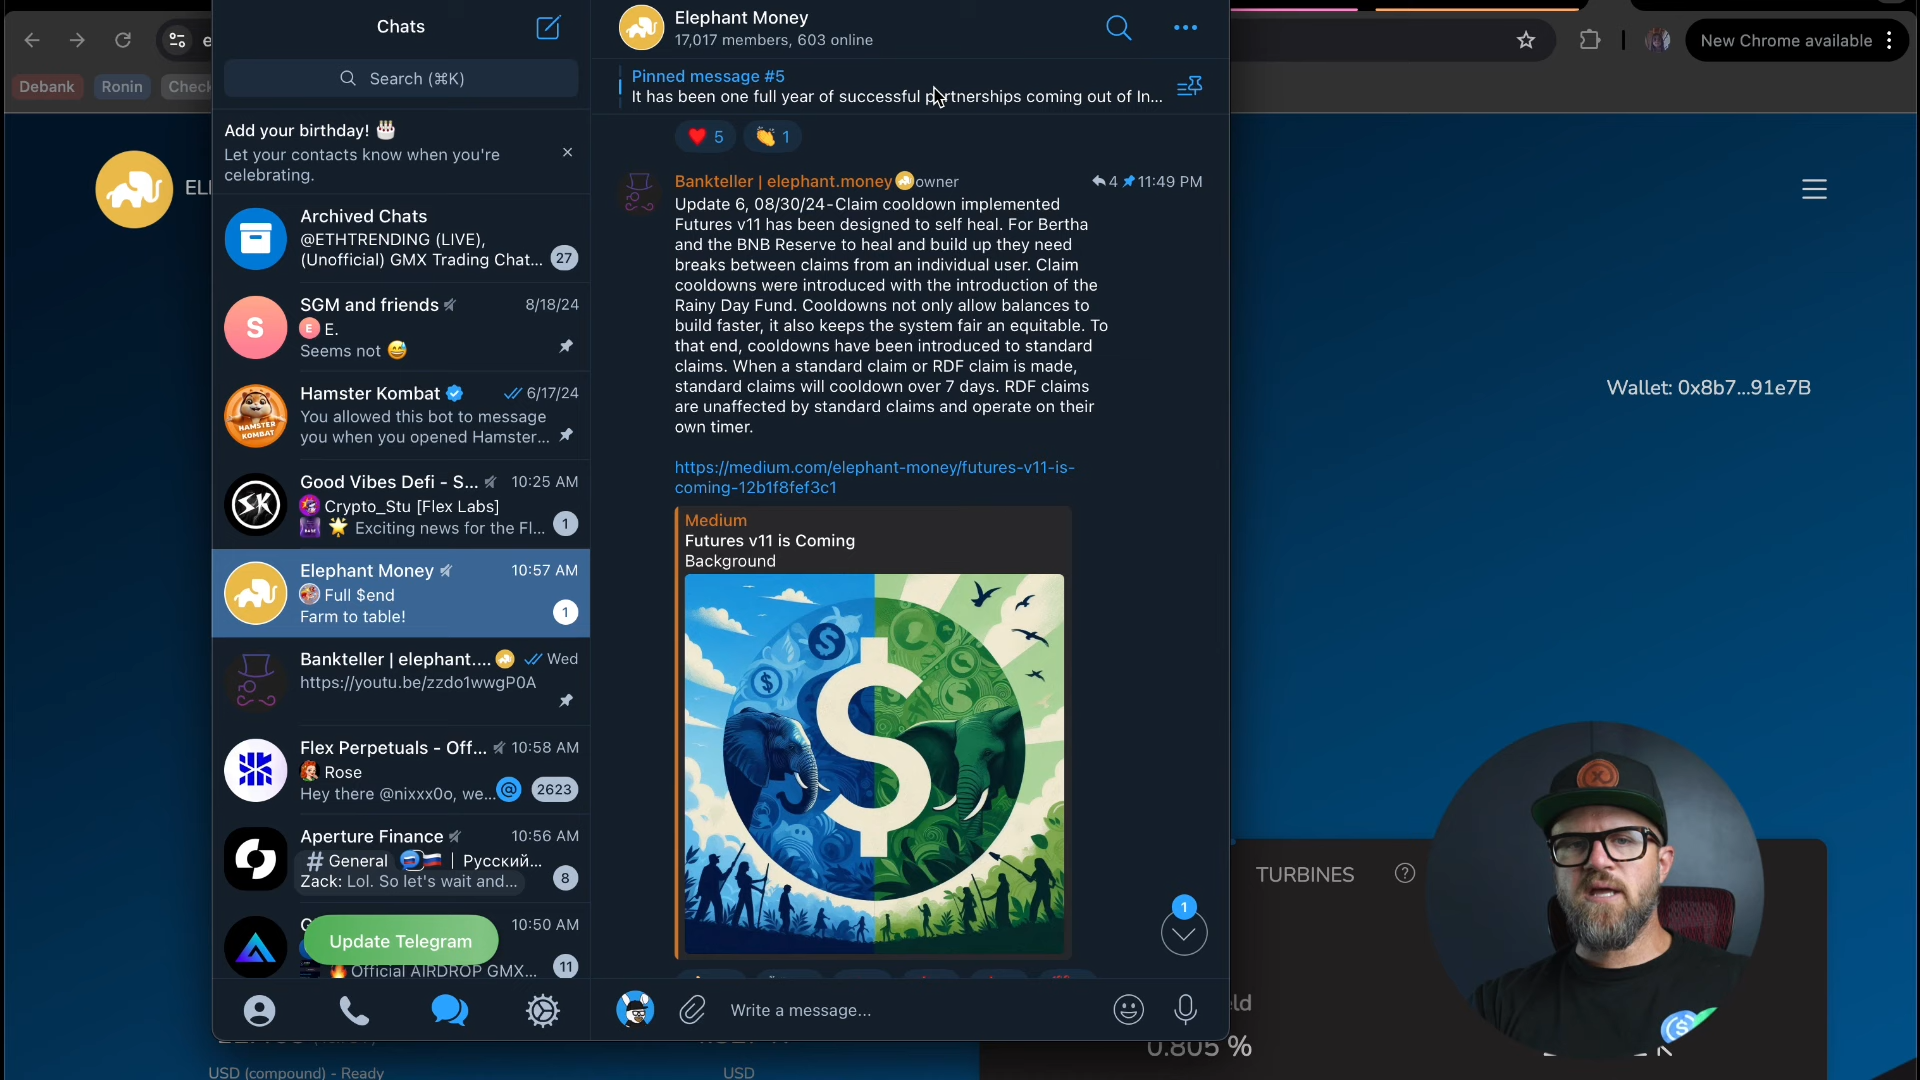 Chats
Search (⌘K)
Add your birthday! 🎂
Let your contacts know when you're
celebrating.
Archived Chats
@ETHTRENDING (LIVE),
(Unofficial) GMX Trading Chat...
27
SGM and friends
8/18/24
S
E E.
Seems not 😅
Hamster Kombat
6/17/24
HAMSTER
KOMBAT
You allowed this bot to message
you when you opened Hamster...
Good Vibes Defi - S...
10:25 AM
SK
Crypto_Stu [Flex Labs]
🌟 Exciting news for the Fl...
1
Elephant Money
10:57 AM
Full $end
Farm to table!
1
Bankteller | elephant....
Wed
https://youtu.be/zzdo1wwgP0A
Flex Perpetuals - Off...
10:58 AM
Rose
Hey there @nixxx0o, we...
@ 2623
Aperture Finance
10:56 AM
# General | Русский...
Zack: Lol. So let's wait and...
8
10:50 AM
Update Telegram
🔥Official AIRDROP GMX...
11
Elephant Money
17,017 members, 603 online
Pinned message #5
It has been one full year of successful partnerships coming out of In...
❤️ 5 👏 1
Bankteller | elephant.money owner
4 11:49 PM
Update 6, 08/30/24-Claim cooldown implemented
Futures v11 has been designed to self heal. For Bertha
and the BNB Reserve to heal and build up they need
breaks between claims from an individual user. Claim
cooldowns were introduced with the introduction of the
Rainy Day Fund. Cooldowns not only allow balances to
build faster, it also keeps the system fair an equitable. To
that end, cooldowns have been introduced to standard
claims. When a standard claim or RDF claim is made,
standard claims will cooldown over 7 days. RDF claims
are unaffected by standard claims and operate on their
own timer.
https://medium.com/elephant-money/futures-v11-is-
coming-12b1f8fef3c1
Medium
Futures v11 is Coming
Background
1
Write a message...
New Chrome available
Debank
Ronin
Check
Wallet: 0x8b7...91e7B
TURBINES
0.805 %
USD (compound) - Ready
USD